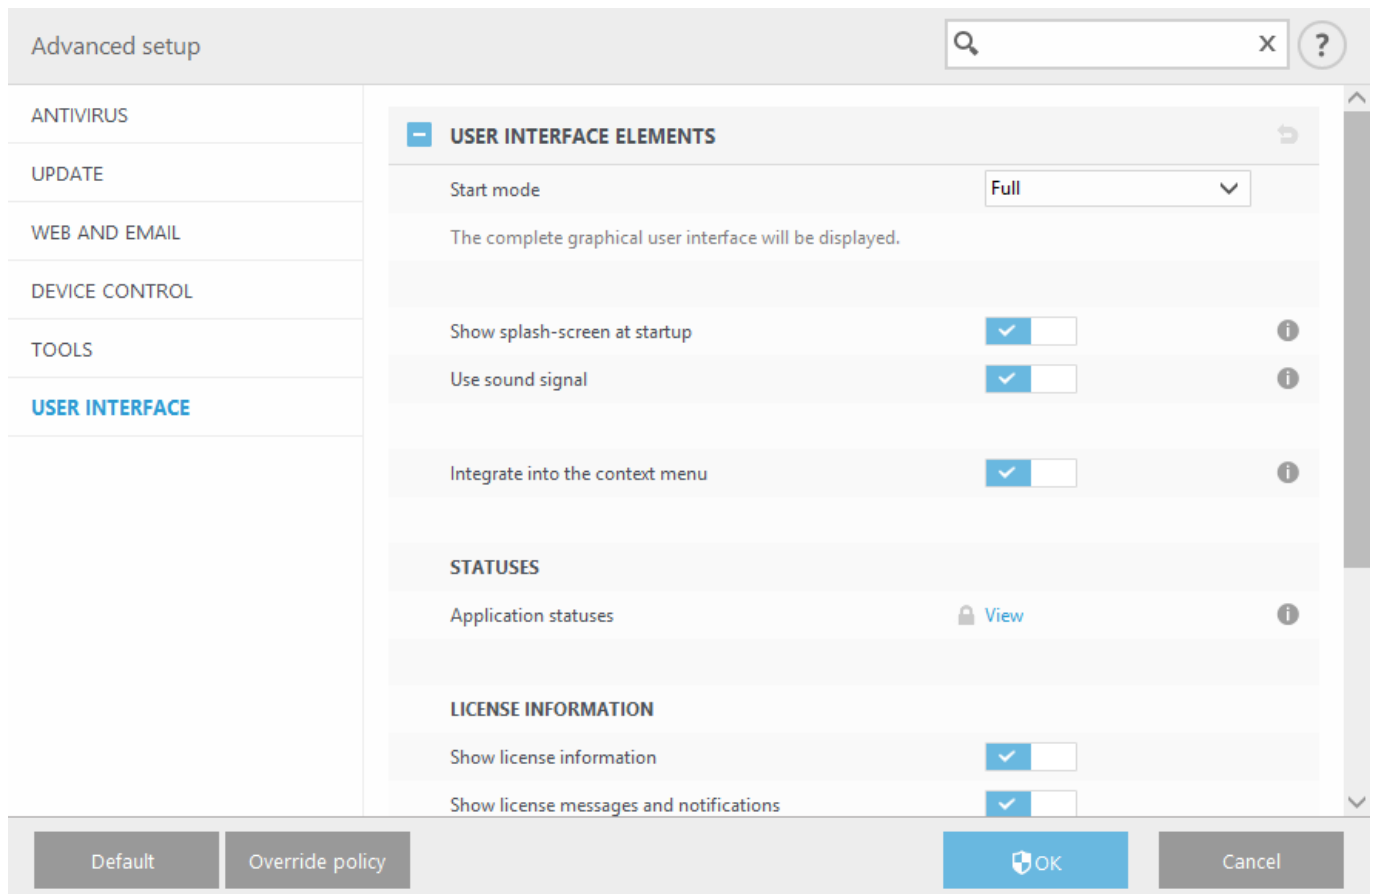 Advanced setup
X
?
ANTIVIRUS
UPDATE
WEB AND EMAIL
DEVICE CONTROL
TOOLS
USER INTERFACE
USER INTERFACE ELEMENTS
Start mode
Full
The complete graphical user interface will be displayed.
Show splash-screen at startup
Use sound signal
Integrate into the context menu
STATUSES
Application statuses
View
LICENSE INFORMATION
Show license information
Show license messages and notifications
Default
Override policy
OK
Cancel